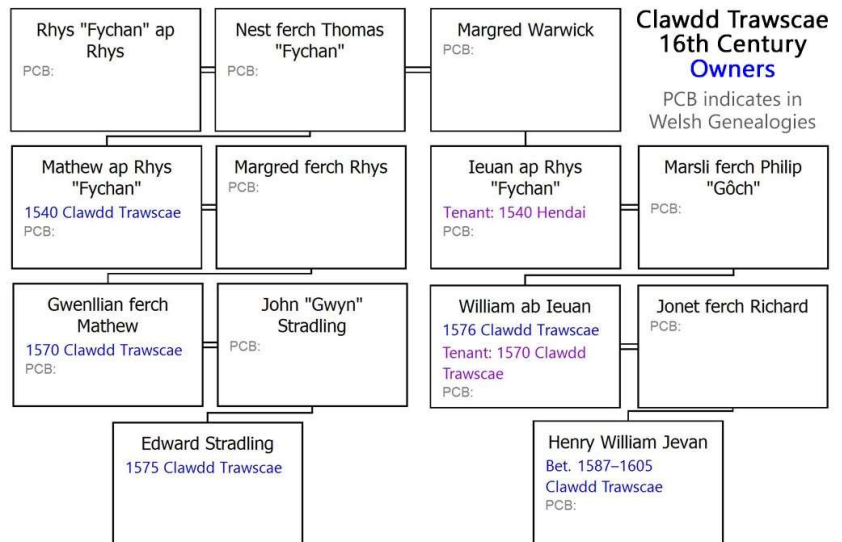 Rhys "Fychan" ap
Rhys
PCB:
Nest ferch Thomas
"Fychan"
PCB:
Margred Warwick
PCB:
Clawdd Trawscae
16th Century
Owners
PCB indicates in
Welsh Genealogies
Mathew ap Rhys
"Fychan"
1540 Clawdd Trawscae
PCB:
Margred ferch Rhys
PCB:
Ieuan ap Rhys
"Fychan"
Tenant: 1540 Hendai
PCB:
Marsli ferch Philip
"Gôch"
PCB:
Gwenllian ferch
Mathew
1570 Clawdd Trawscae
PCB:
John "Gwyn"
Stradling
PCB:
William ab Ieuan
1576 Clawdd Trawscae
Tenant: 1570 Clawdd
Trawscae
PCB:
Jonet ferch Richard
PCB:
Edward Stradling
1575 Clawdd Trawscae
Henry William Jevan
Bet. 1587–1605
Clawdd Trawscae
PCB: